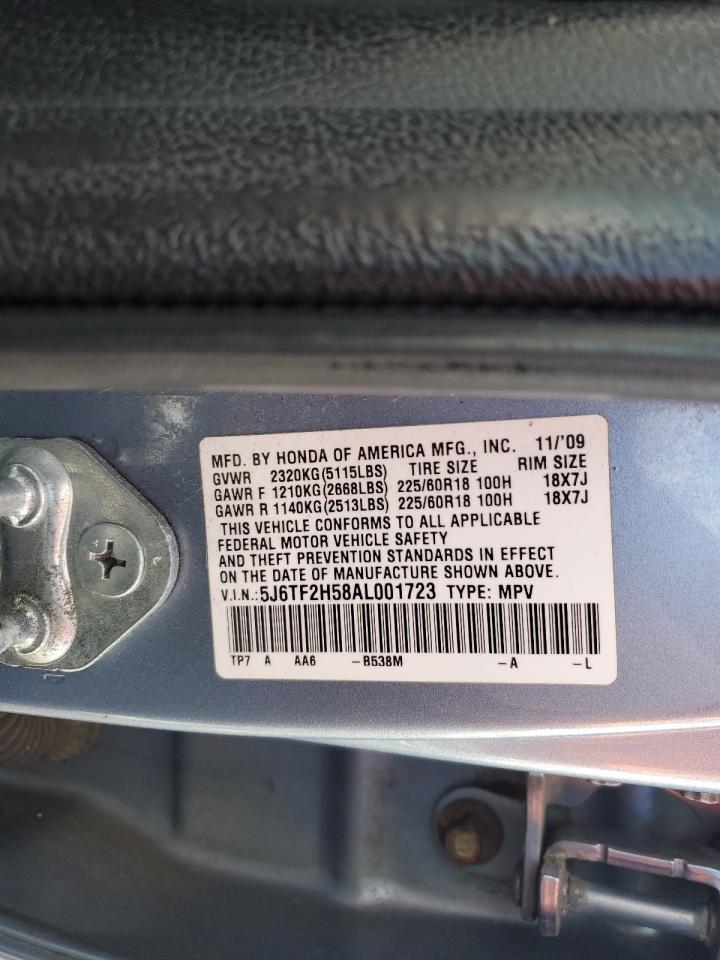 MFD. BY HONDA OF AMERICA MFG., INC. 11/'09
GVWR 2320KG(5115LBS) TIRE SIZE RIM SIZE
GAWR F 1210KG(2668LBS) 225/60R18 100H 18X7J
GAWR R 1140KG(2513LBS) 225/60R18 100H 18X7J
THIS VEHICLE CONFORMS TO ALL APPLICABLE
FEDERAL MOTOR VEHICLE SAFETY
AND THEFT PREVENTION STANDARDS IN EFFECT
ON THE DATE OF MANUFACTURE SHOWN ABOVE.
V.I.N.: 5J6TF2H58AL001723 TYPE: MPV
TP7 A AA6 -B538M -A -L